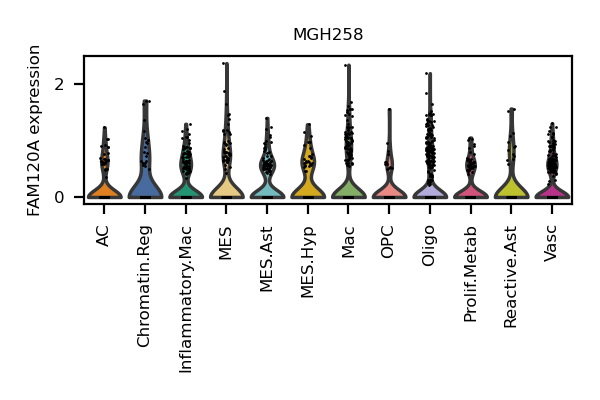 MGH258
FAM120A expression
2
0
AC
Chromatin.Reg
Inflammatory.Mac
MES
MES.Ast
MES.Hyp
Mac
OPC
Oligo
Prolif.Metab
Reactive.Ast
Vasc